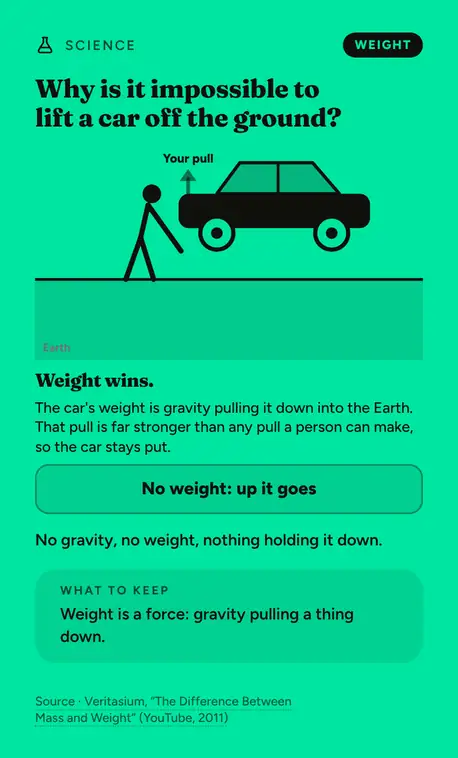 SCIENCE
WEIGHT
Why is it impossible to
lift a car off the ground?
Your pull
Earth
Weight wins.
The car's weight is gravity pulling it down into the Earth.
That pull is far stronger than any pull a person can make,
so the car stays put.
No weight: up it goes
No gravity, no weight, nothing holding it down.
WHAT TO KEEP
Weight is a force: gravity pulling a thing
down.
Source · Veritasium, "The Difference Between
Mass and Weight" (YouTube, 2011)